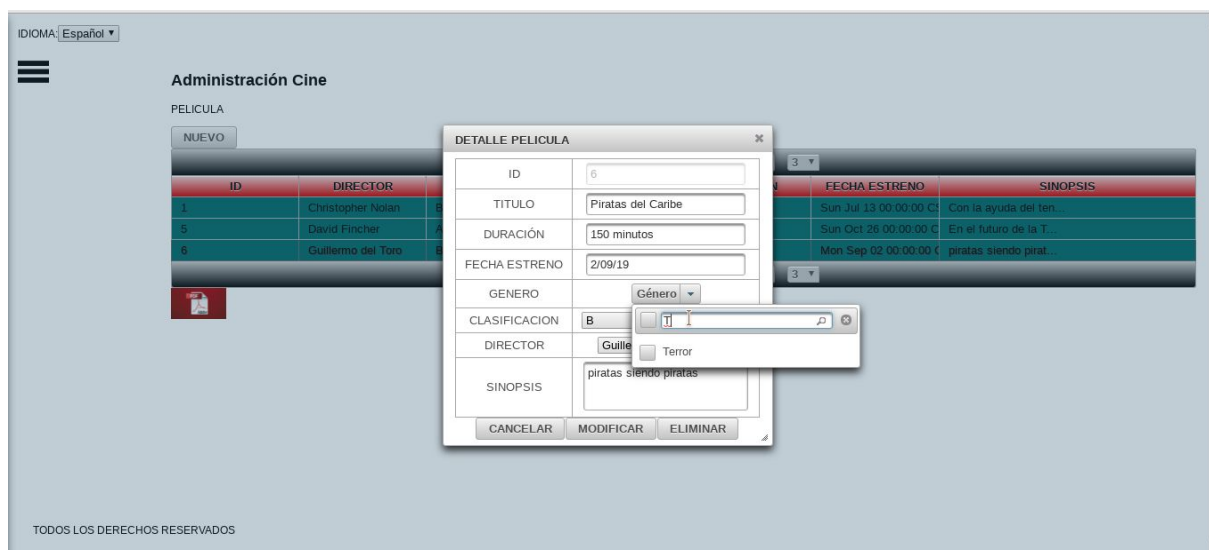 IDIOMA: Español
Administración Cine
PELICULA
NUEVO
DETALLE PELICULA
3
ID DIRECTOR FECHA ESTRENO SINOPSIS
1 Christopher Nolan Sun Jul 13 00:00:00 Con la ayuda del ten...
5 David Fincher Sun Oct 26 00:00:00 C En el futuro de la T...
6 Guillermo del Toro Mon Sep 02 00:00:00 piratas siendo pirat...
3
ID 6
TITULO Piratas del Caribe
DURACIÓN 150 minutos
FECHA ESTRENO 2/09/19
GENERO Género
T
Terror
CLASIFICACION B
DIRECTOR Guille
SINOPSIS piratas siendo piratas
CANCELAR MODIFICAR ELIMINAR
TODOS LOS DERECHOS RESERVADOS